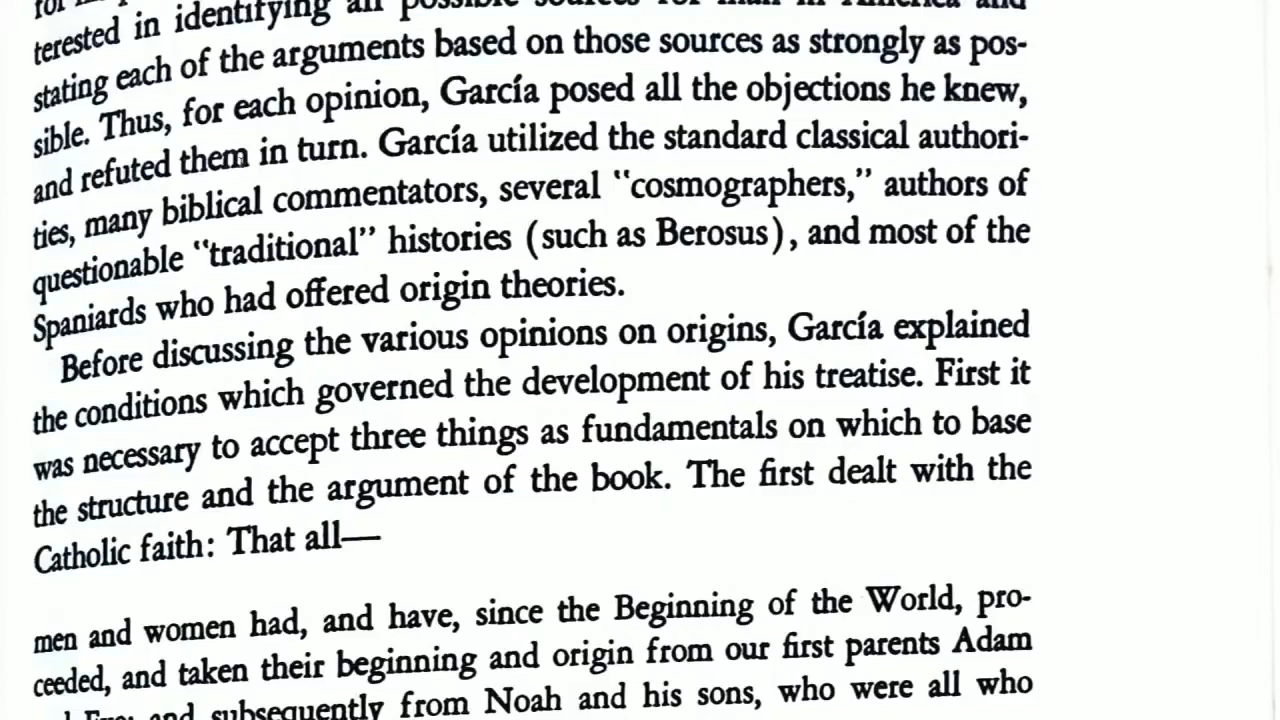 terested in identifying all possible sources for man in America and
stating each of the arguments based on those sources as strongly as pos-
sible. Thus, for each opinion, García posed all the objections he knew,
and refuted them in turn. García utilized the standard classical authori-
ties, many biblical commentators, several "cosmographers," authors of
questionable "traditional" histories (such as Berosus), and most of the
Spaniards who had offered origin theories.
Before discussing the various opinions on origins, García explained
the conditions which governed the development of his treatise. First it
was necessary to accept three things as fundamentals on which to base
the structure and the argument of the book. The first dealt with the
Catholic faith: That all—
men and women had, and have, since the Beginning of the World, pro-
ceeded, and taken their beginning and origin from our first parents Adam
and Eve; and subsequently from Noah and his sons, who were all who